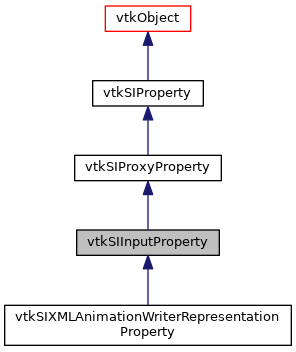 vtkObject
vtkSIProperty
vtkSIProxyProperty
vtkSIInputProperty
vtkSIXMLAnimationWriterRepresentation
Property